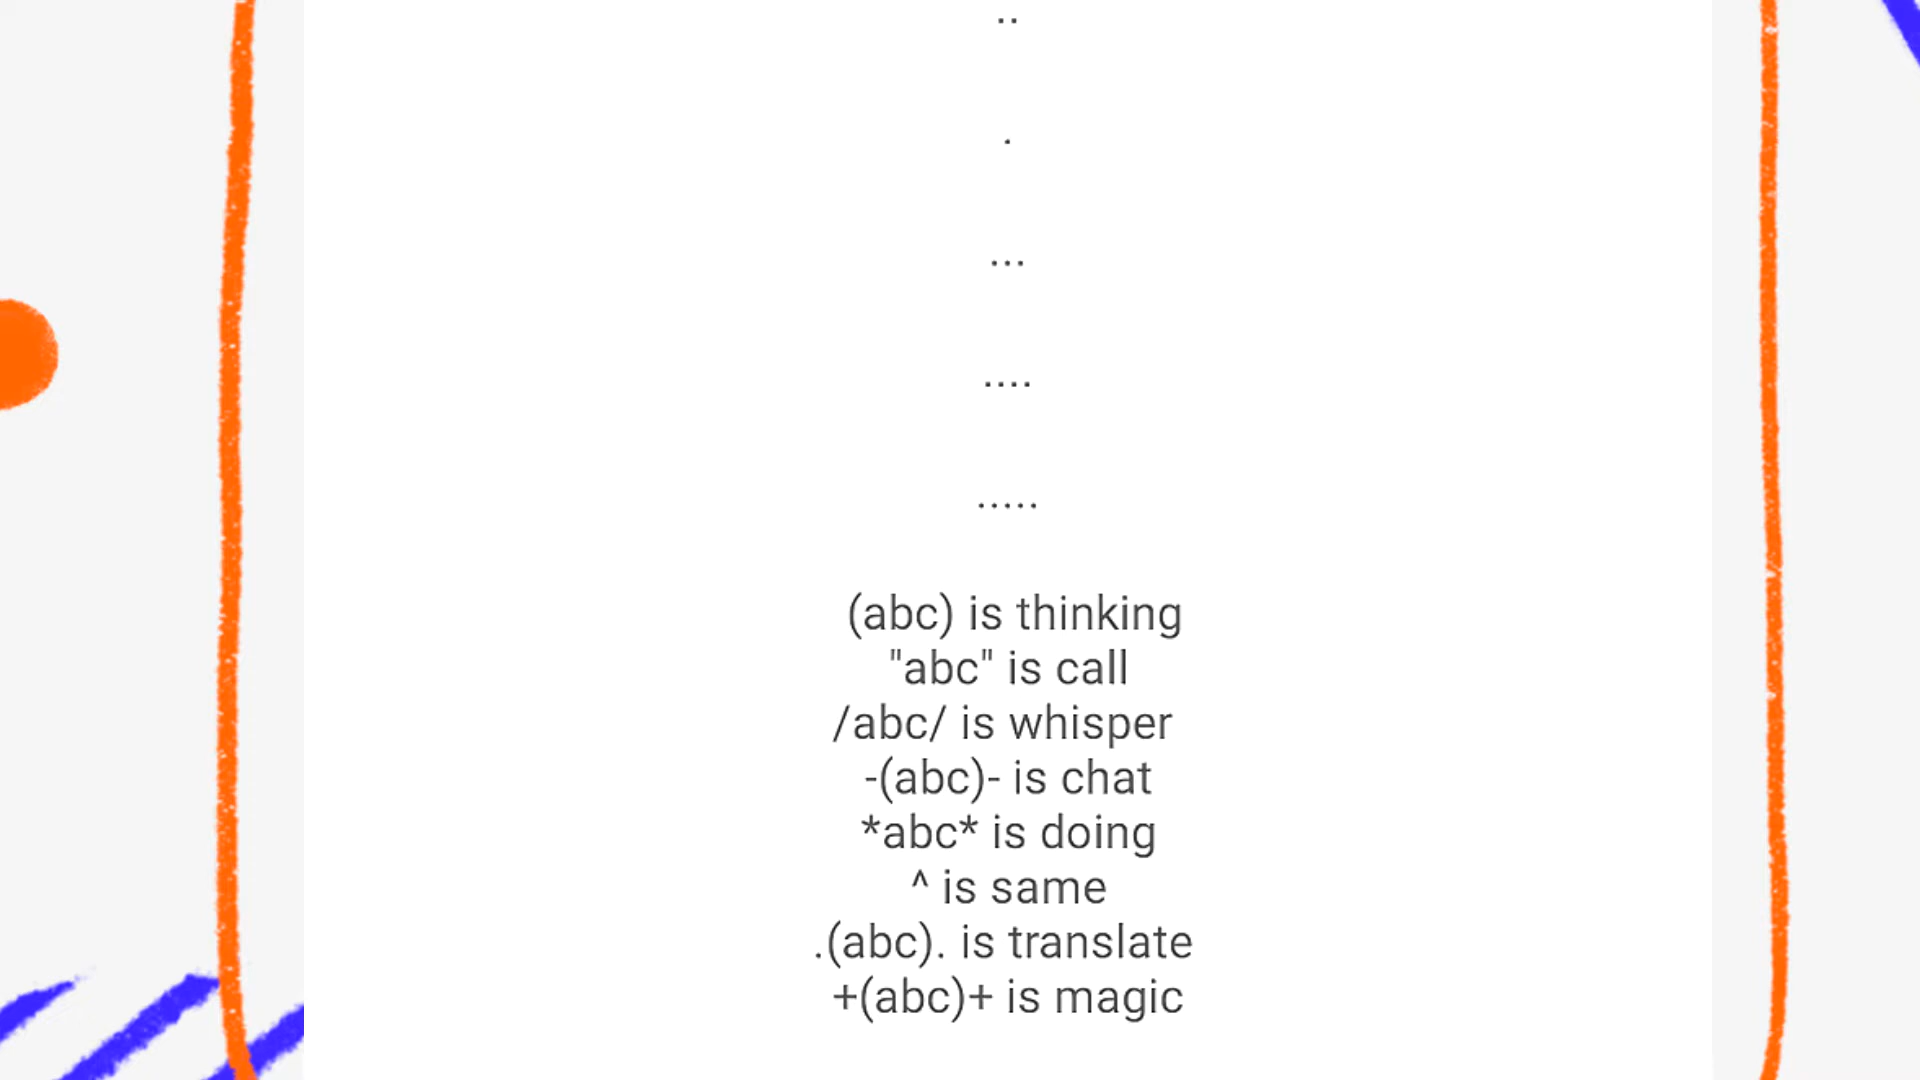 ..
.
...
....
.....
(abc) is thinking
"abc" is call
/abc/ is whisper
-(abc)- is chat
*abc* is doing
^ is same
.(abc). is translate
+(abc)+ is magic